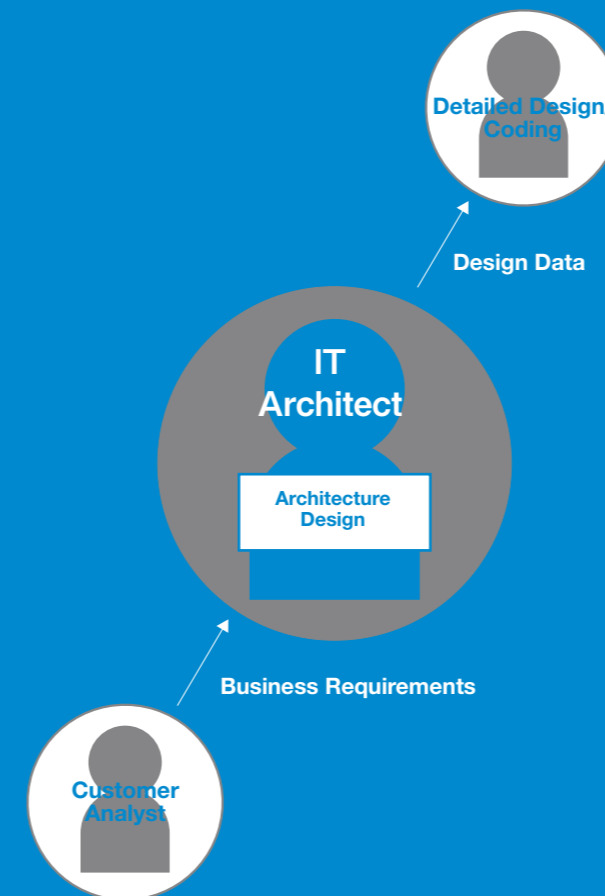 Detailed Design
Coding
Design Data
IT
Architect
Architecture
Design
Business Requirements
Customer
Analyst